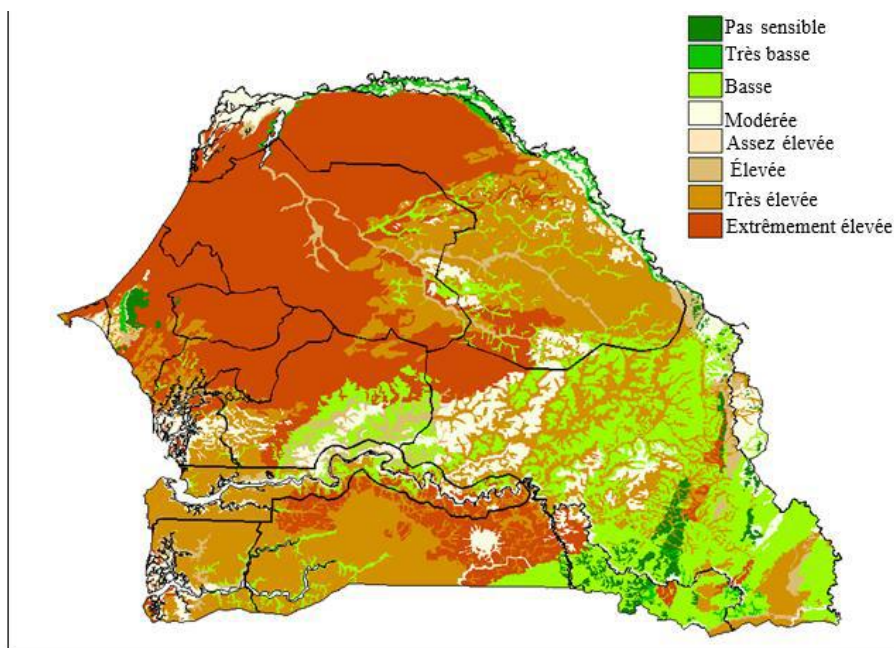 Pas sensible
Très basse
Basse
Modérée
Assez élevée
Élevée
Très élevée
Extrêmement élevée